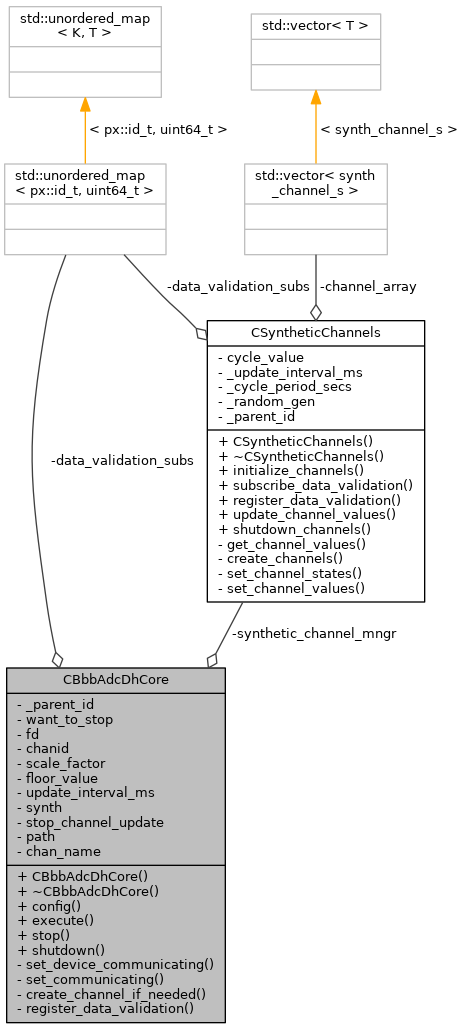 std::unordered_map
< K, T >
std::vector< T >
< px::id_t, uint64_t >
< synth_channel_s >
std::unordered_map
< px::id_t, uint64_t >
std::vector< synth
_channel_s >
-data_validation_subs
-channel_array
CSyntheticChannels
- cycle_value
- _update_interval_ms
- _cycle_period_secs
- _random_gen
- _parent_id
+ CSyntheticChannels()
+ ~CSyntheticChannels()
+ initialize_channels()
+ subscribe_data_validation()
+ register_data_validation()
+ update_channel_values()
+ shutdown_channels()
- get_channel_values()
- create_channels()
- set_channel_states()
- set_channel_values()
-data_validation_subs
-synthetic_channel_mngr
CBbbAdcDhCore
- _parent_id
- want_to_stop
- fd
- chanid
- scale_factor
- floor_value
- update_interval_ms
- synth
- stop_channel_update
- path
- chan_name
+ CBbbAdcDhCore()
+ ~CBbbAdcDhCore()
+ config()
+ execute()
+ stop()
+ shutdown()
- set_device_communicating()
- set_communicating()
- create_channel_if_needed()
- register_data_validation()